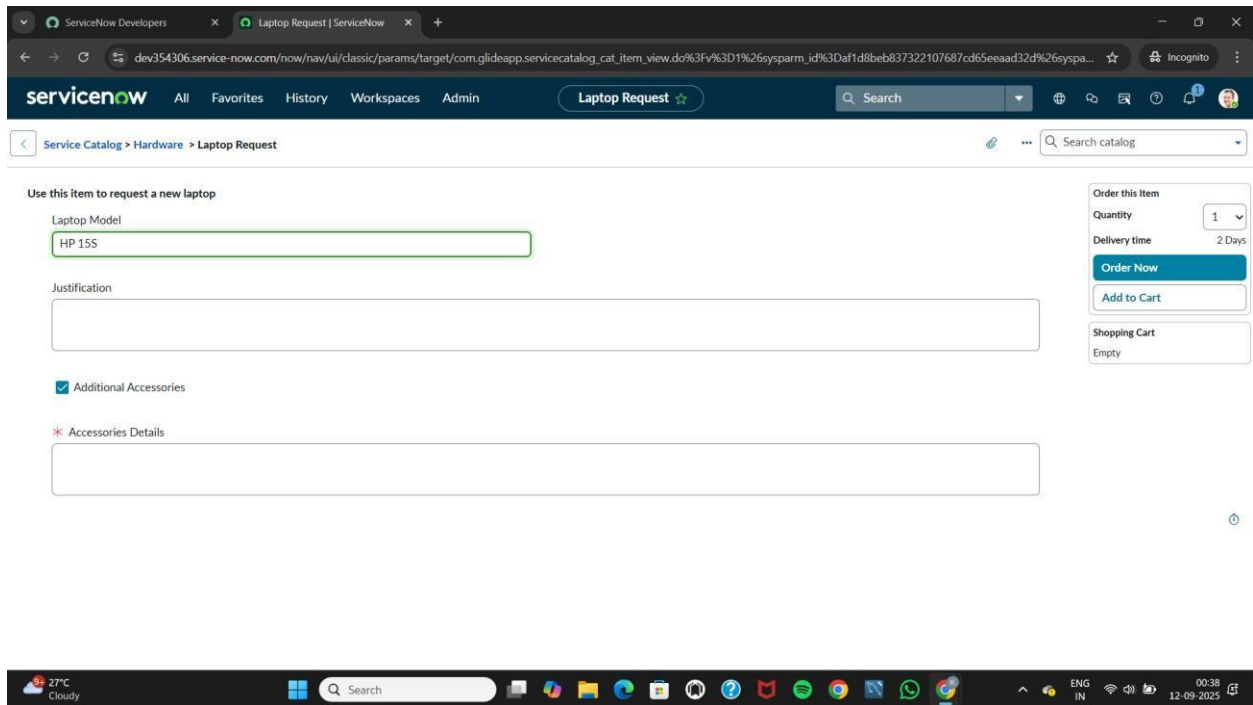 ServiceNow Developers
Laptop Request | ServiceNow
dev354306.service-now.com/now/nav/ui/classic/params/target/com.glideapp.servicecatalog_cat_item_view.do%3Fv%3D1%26sysparm_id%3Daf1d8beb837322107687cd65eeaad32d%26syspa...
Incognito
servicenow All Favorites History Workspaces Admin Laptop Request Search 1
Service Catalog > Hardware > Laptop Request
Search catalog
Use this item to request a new laptop
Laptop Model
HP 15S
Justification
Additional Accessories
* Accessories Details
Order this Item
Quantity 1
Delivery time 2 Days
Order Now
Add to Cart
Shopping Cart
Empty
9+ 27°C
Cloudy
Search
ENG
IN
00:38
12-09-2025